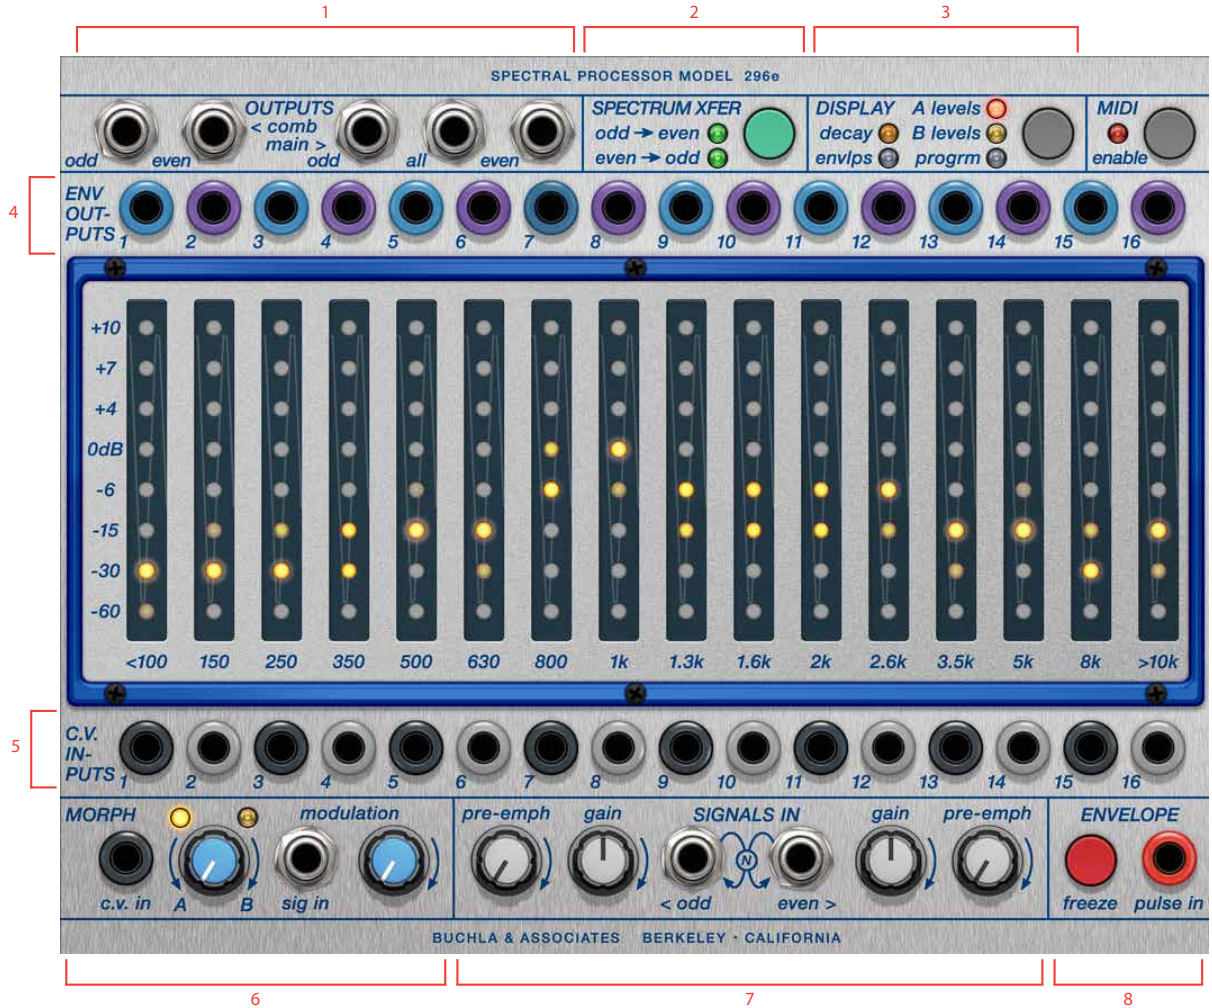 1
2
3
SPECTRAL PROCESSOR MODEL 296e
OUTPUTS
< comb
main >
odd
even
odd
all
even
SPECTRUM XFER
odd → even
even → odd
DISPLAY
A levels
decay
B levels
envlps
progrm
MIDI
enable
4
ENV
OUT-
PUTS
1 2 3 4 5 6 7 8 9 10 11 12 13 14 15 16
+10
+7
+4
0dB
-6
-15
-30
-60
<100 150 250 350 500 630 800 1k 1.3k 1.6k 2k 2.6k 3.5k 5k 8k >10k
5
C.V.
IN-
PUTS
1 2 3 4 5 6 7 8 9 10 11 12 13 14 15 16
MORPH
modulation
c.v. in
A
B
sig in
pre-emph
gain
SIGNALS IN
N
< odd
even >
gain
pre-emph
ENVELOPE
freeze
pulse in
BUCHLA & ASSOCIATES BERKELEY · CALIFORNIA
6
7
8